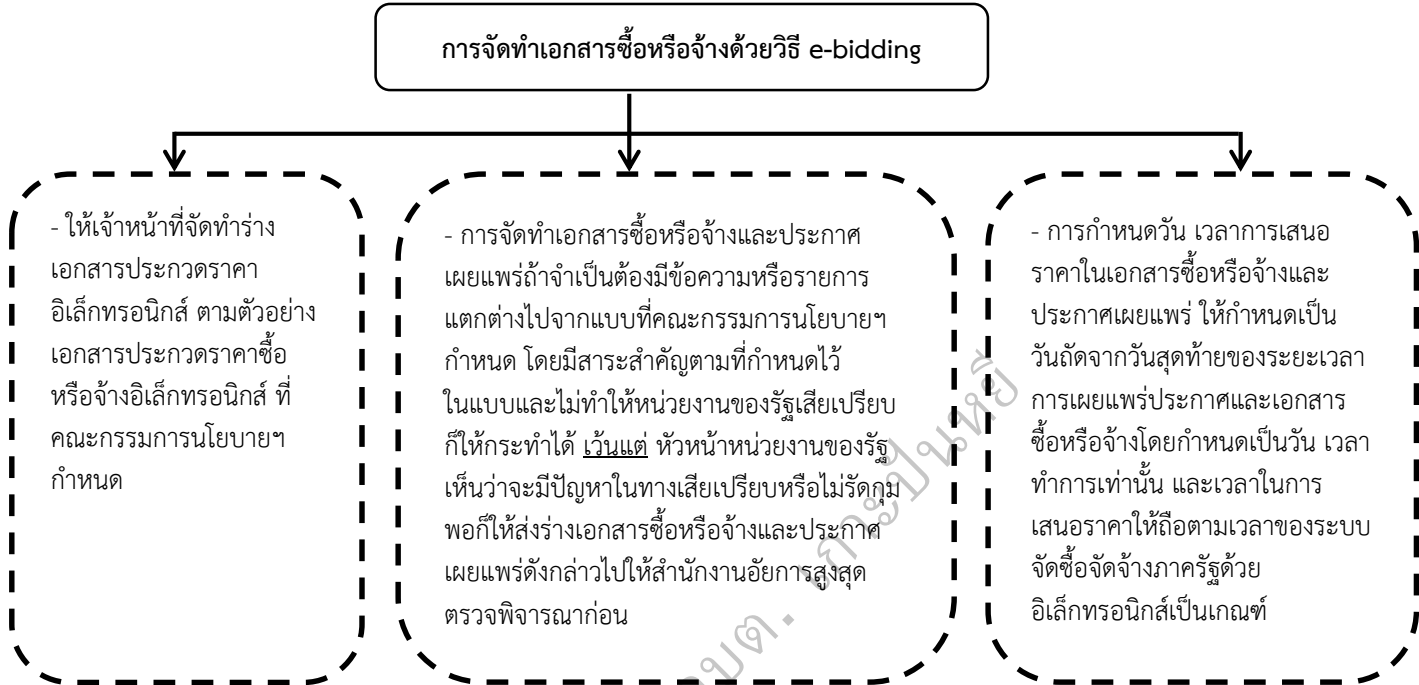 การจัดทำเอกสารซื้อหรือจ้างด้วยวิธี e-bidding
- ให้เจ้าหน้าที่จัดทำร่าง
เอกสารประกวดราคา
อิเล็กทรอนิกส์ ตามตัวอย่าง
เอกสารประกวดราคาซื้อ
หรือจ้างอิเล็กทรอนิกส์ ที่
คณะกรรมการนโยบายฯ
กำหนด
- การจัดทำเอกสารซื้อหรือจ้างและประกาศ
เผยแพร่ถ้าจำเป็นต้องมีข้อความหรือรายการ
แตกต่างไปจากแบบที่คณะกรรมการนโยบายฯ
กำหนด โดยมีสาระสำคัญตามที่กำหนดไว้
ในแบบและไม่ทำให้หน่วยงานของรัฐเสียเปรียบ
ก็ให้กระทำได้ เว้นแต่ หัวหน้าหน่วยงานของรัฐ
เห็นว่าจะมีปัญหาในทางเสียเปรียบหรือไม่รัดกุม
พอก็ให้ส่งร่างเอกสารซื้อหรือจ้างและประกาศ
เผยแพร่ดังกล่าวไปให้สำนักงานอัยการสูงสุด
ตรวจพิจารณาก่อน
- การกำหนดวัน เวลาการเสนอ
ราคาในเอกสารซื้อหรือจ้างและ
ประกาศเผยแพร่ ให้กำหนดเป็น
วันถัดจากวันสุดท้ายของระยะเวลา
การเผยแพร่ประกาศและเอกสาร
ซื้อหรือจ้างโดยกำหนดเป็นวัน เวลา
ทำการเท่านั้น และเวลาในการ
เสนอราคาให้ถือตามเวลาของระบบ
จัดซื้อจัดจ้างภาครัฐด้วย
อิเล็กทรอนิกส์เป็นเกณฑ์
อบต. เกาะปันหยี